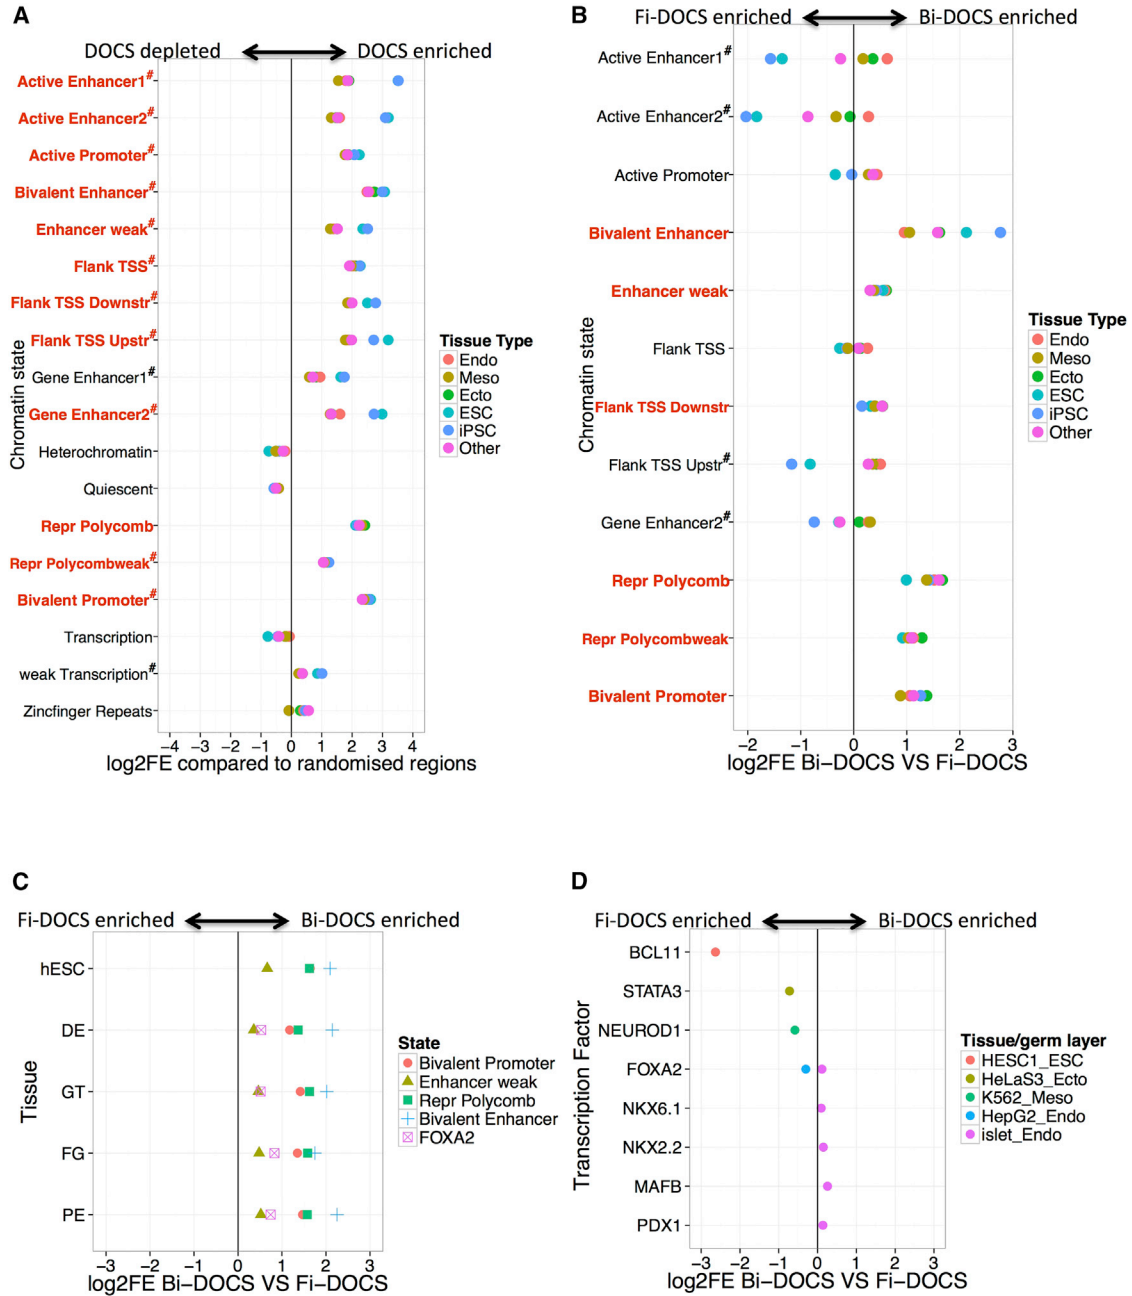 A
DOCS depleted DOCS enriched
Chromatin state
Active Enhancer1#
Active Enhancer2#
Active Promoter#
Bivalent Enhancer#
Enhancer weak#
Flank TSS#
Flank TSS Downstr#
Flank TSS Upstr#
Gene Enhancer1#
Gene Enhancer2#
Heterochromatin
Quiescent
Repr Polycomb
Repr Polycombweak#
Bivalent Promoter#
Transcription
weak Transcription#
Zincfinger Repeats
−4 −3 −2 −1 0 1 2 3 4
log2FE compared to randomised regions
Tissue Type
Endo
Meso
Ecto
ESC
iPSC
Other
B
Fi-DOCS enriched Bi-DOCS enriched
Chromatin state
Active Enhancer1#
Active Enhancer2#
Active Promoter
Bivalent Enhancer
Enhancer weak
Flank TSS
Flank TSS Downstr
Flank TSS Upstr#
Gene Enhancer2#
Repr Polycomb
Repr Polycombweak
Bivalent Promoter
−2 −1 0 1 2 3
log2FE Bi−DOCS VS Fi−DOCS
Tissue Type
Endo
Meso
Ecto
ESC
iPSC
Other
C
Fi-DOCS enriched Bi-DOCS enriched
Tissue
hESC
DE
GT
FG
PE
−3 −2 −1 0 1 2 3
log2FE Bi−DOCS VS Fi−DOCS
State
Bivalent Promoter
Enhancer weak
Repr Polycomb
Bivalent Enhancer
FOXA2
D
Fi-DOCS enriched Bi-DOCS enriched
Transcription Factor
BCL11
STATA3
NEUROD1
FOXA2
NKX6.1
NKX2.2
MAFB
PDX1
−3 −2 −1 0 1 2 3
log2FE Bi−DOCS VS Fi−DOCS
Tissue/germ layer
HESC1_ESC
HeLaS3_Ecto
K562_Meso
HepG2_Endo
islet_Endo